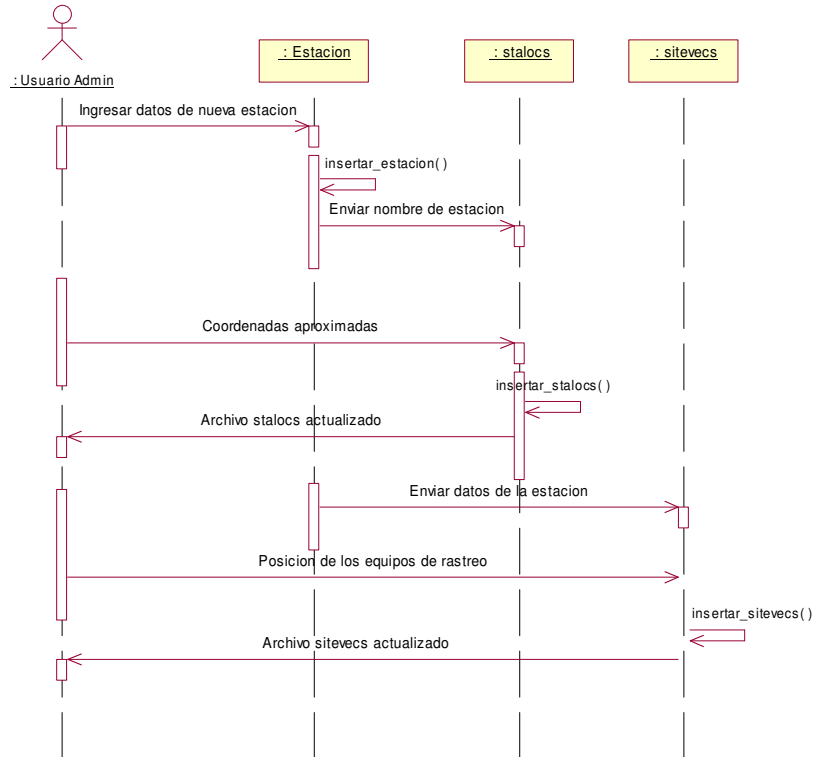 : Usuario Admin
: Estacion
: stalocs
: sitevecs
Ingresar datos de nueva estacion
insertar_estacion( )
Enviar nombre de estacion
Coordenadas aproximadas
insertar_stalocs( )
Archivo stalocs actualizado
Enviar datos de la estacion
Posicion de los equipos de rastreo
insertar_sitevecs( )
Archivo sitevecs actualizado